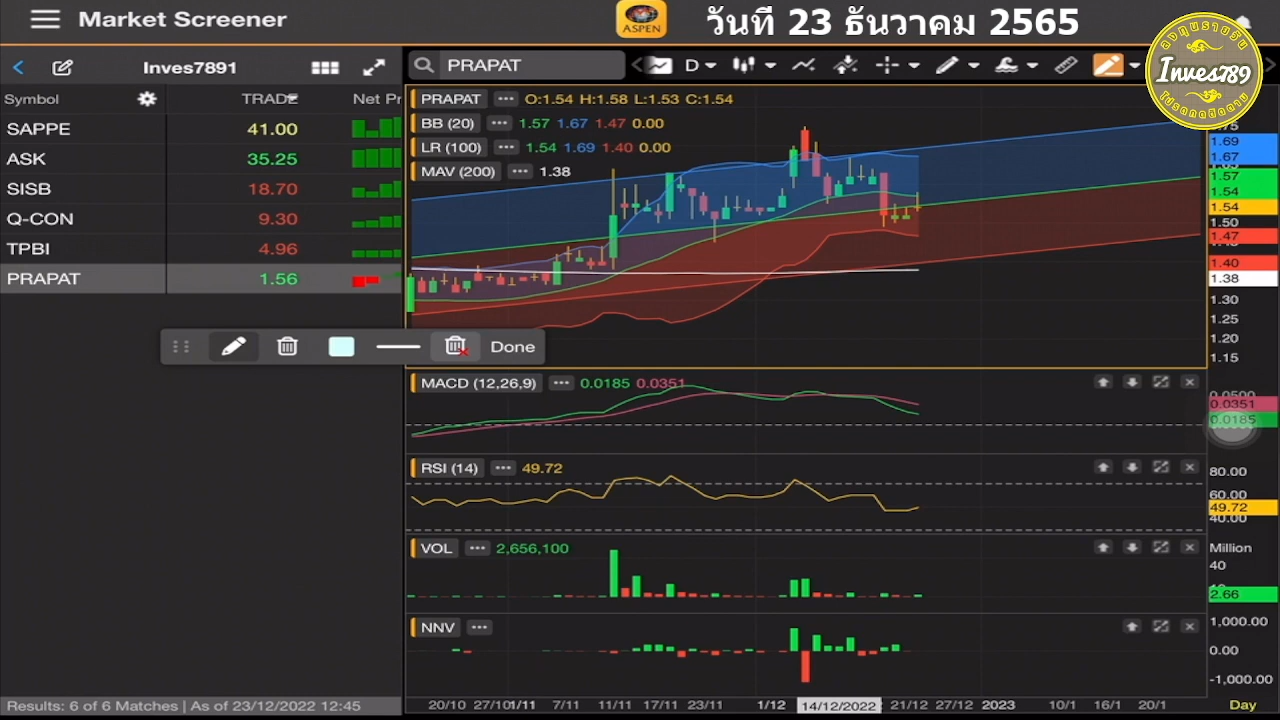 Market Screener
ASPEN
วันที่ 23 ธันวาคม 2565
ลงทุนรายวัน
Inves789
Inves7891
PRAPAT
D
Symbol
TRADE
Net Pr
SAPPE 41.00
ASK 35.25
SISB 18.70
Q-CON 9.30
TPBI 4.96
PRAPAT 1.56
PRAPAT O:1.54 H:1.58 L:1.53 C:1.54
BB (20) 1.57 1.67 1.47 0.00
LR (100) 1.54 1.69 1.40 0.00
MAV (200) 1.38
1.69
1.67
1.57
1.54
1.54
1.50
1.47
1.40
1.38
1.30
1.25
1.20
1.15
Done
MACD (12,26,9) 0.0185 0.0351
0.0351
0.0185
RSI (14) 49.72
80.00
60.00
49.72
40.00
VOL 2,656,100
Million
40
2.66
NNV
1,000.00
0.00
-1,000.00
20/10 27/10 1/11 7/11 11/11 17/11 23/11 1/12 14/12/2022 21/12 27/12 2023 10/1 16/1 20/1 Day
Results: 6 of 6 Matches | As of 23/12/2022 12:45